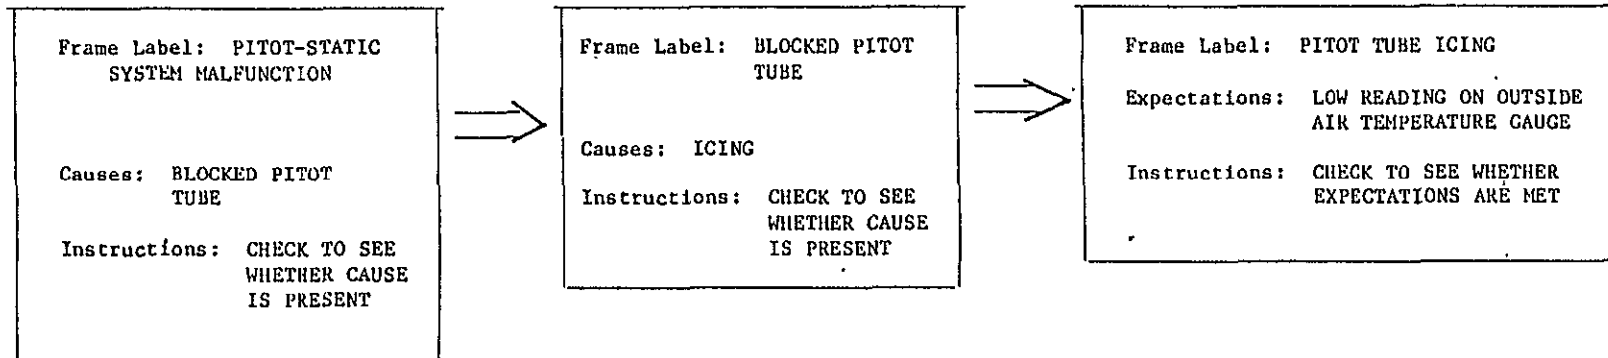 Frame Label: PITOT-STATIC
SYSTEM MALFUNCTION
Causes: BLOCKED PITOT
TUBE
Instructions: CHECK TO SEE
WHETHER CAUSE
IS PRESENT
Frame Label: BLOCKED PITOT
TUBE
Causes: ICING
Instructions: CHECK TO SEE
WHETHER CAUSE
IS PRESENT
Frame Label: PITOT TUBE ICING
Expectations: LOW READING ON OUTSIDE
AIR TEMPERATURE GAUGE
Instructions: CHECK TO SEE WHETHER
EXPECTATIONS ARE MET